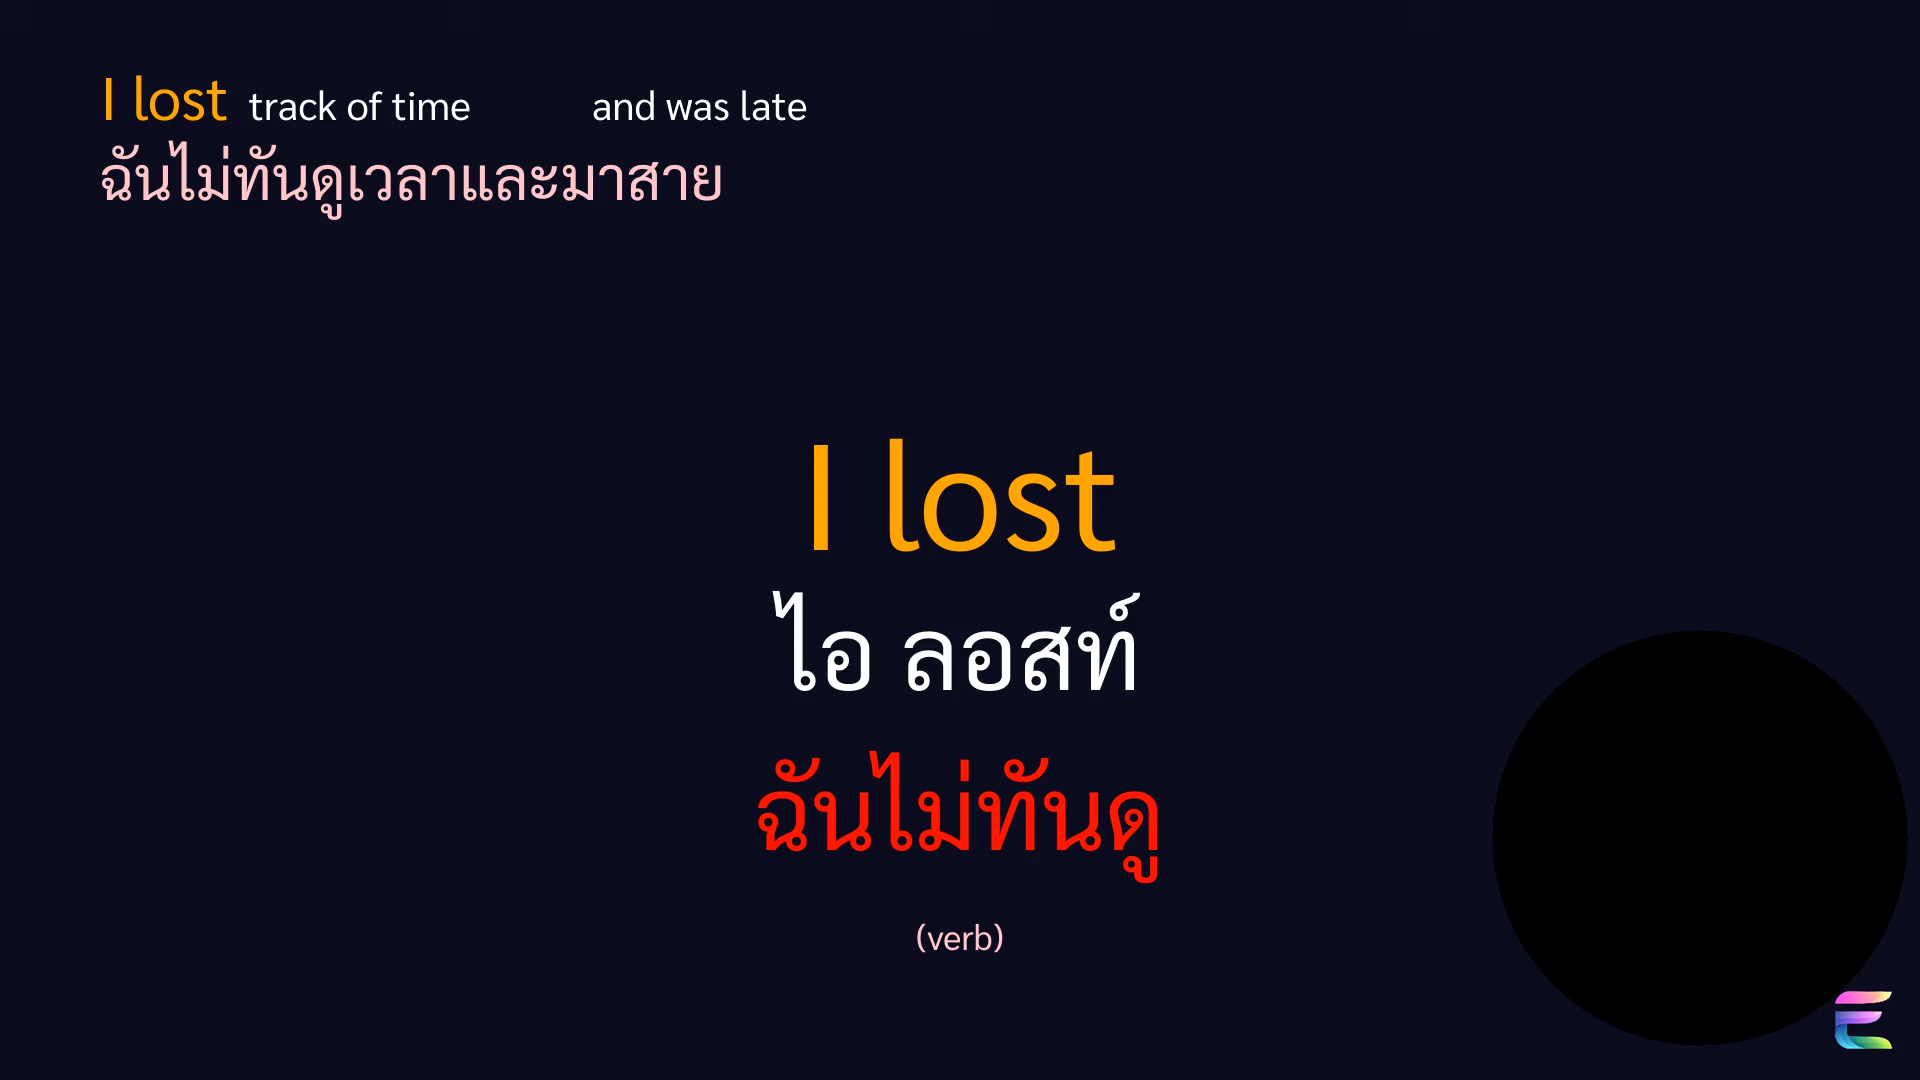 I lost track of time and was late
ฉันไม่ทันดูเวลาและมาสาย
I lost
ไอ ลอสท์
ฉันไม่ทันดู
(verb)